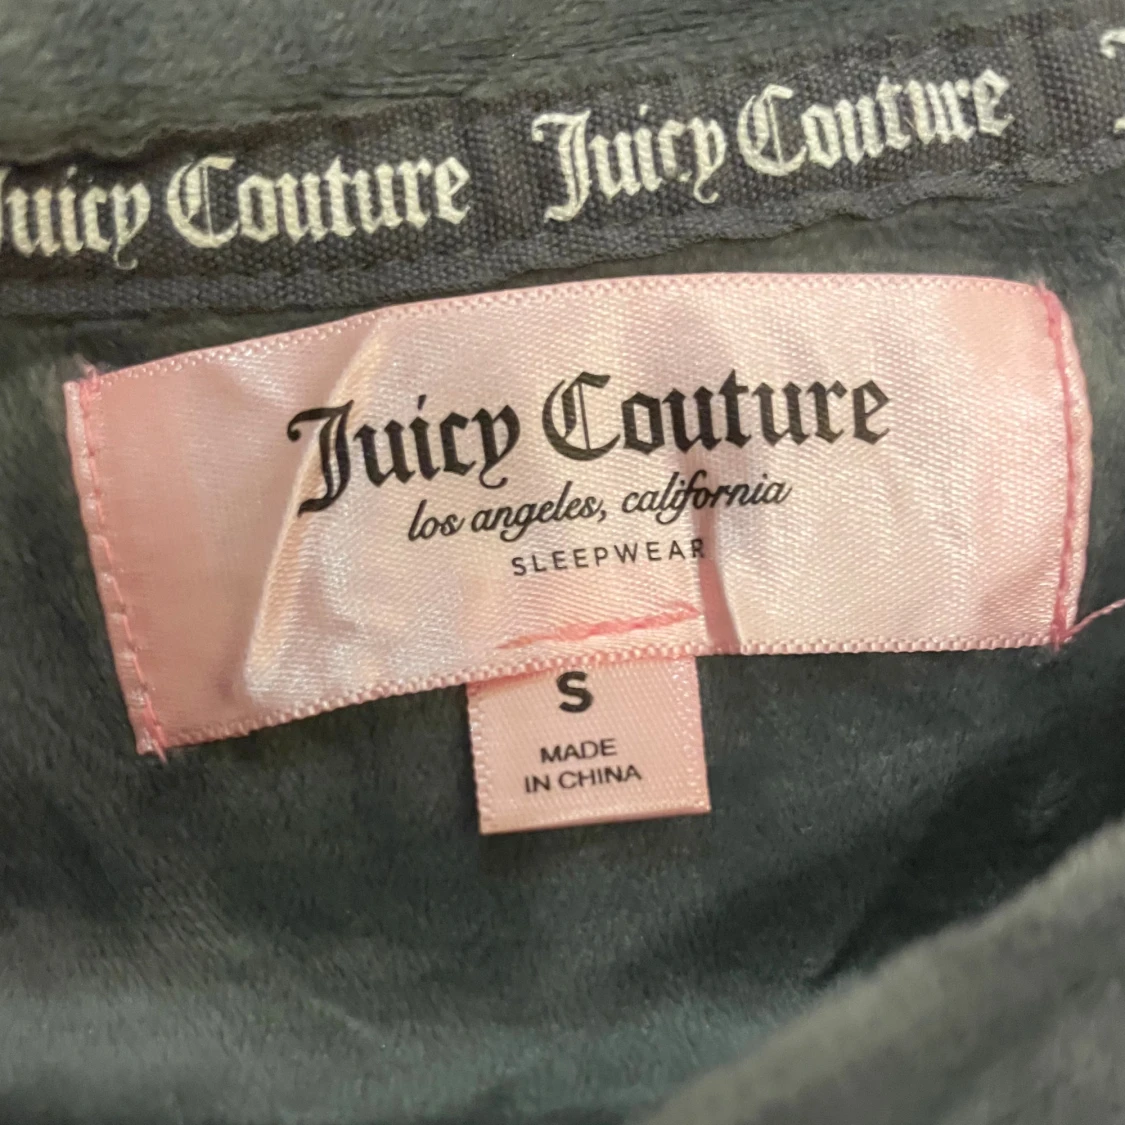 Juicy Couture Juicy Couture
Juicy Couture
los angeles, california
SLEEPWEAR
S
MADE
IN CHINA